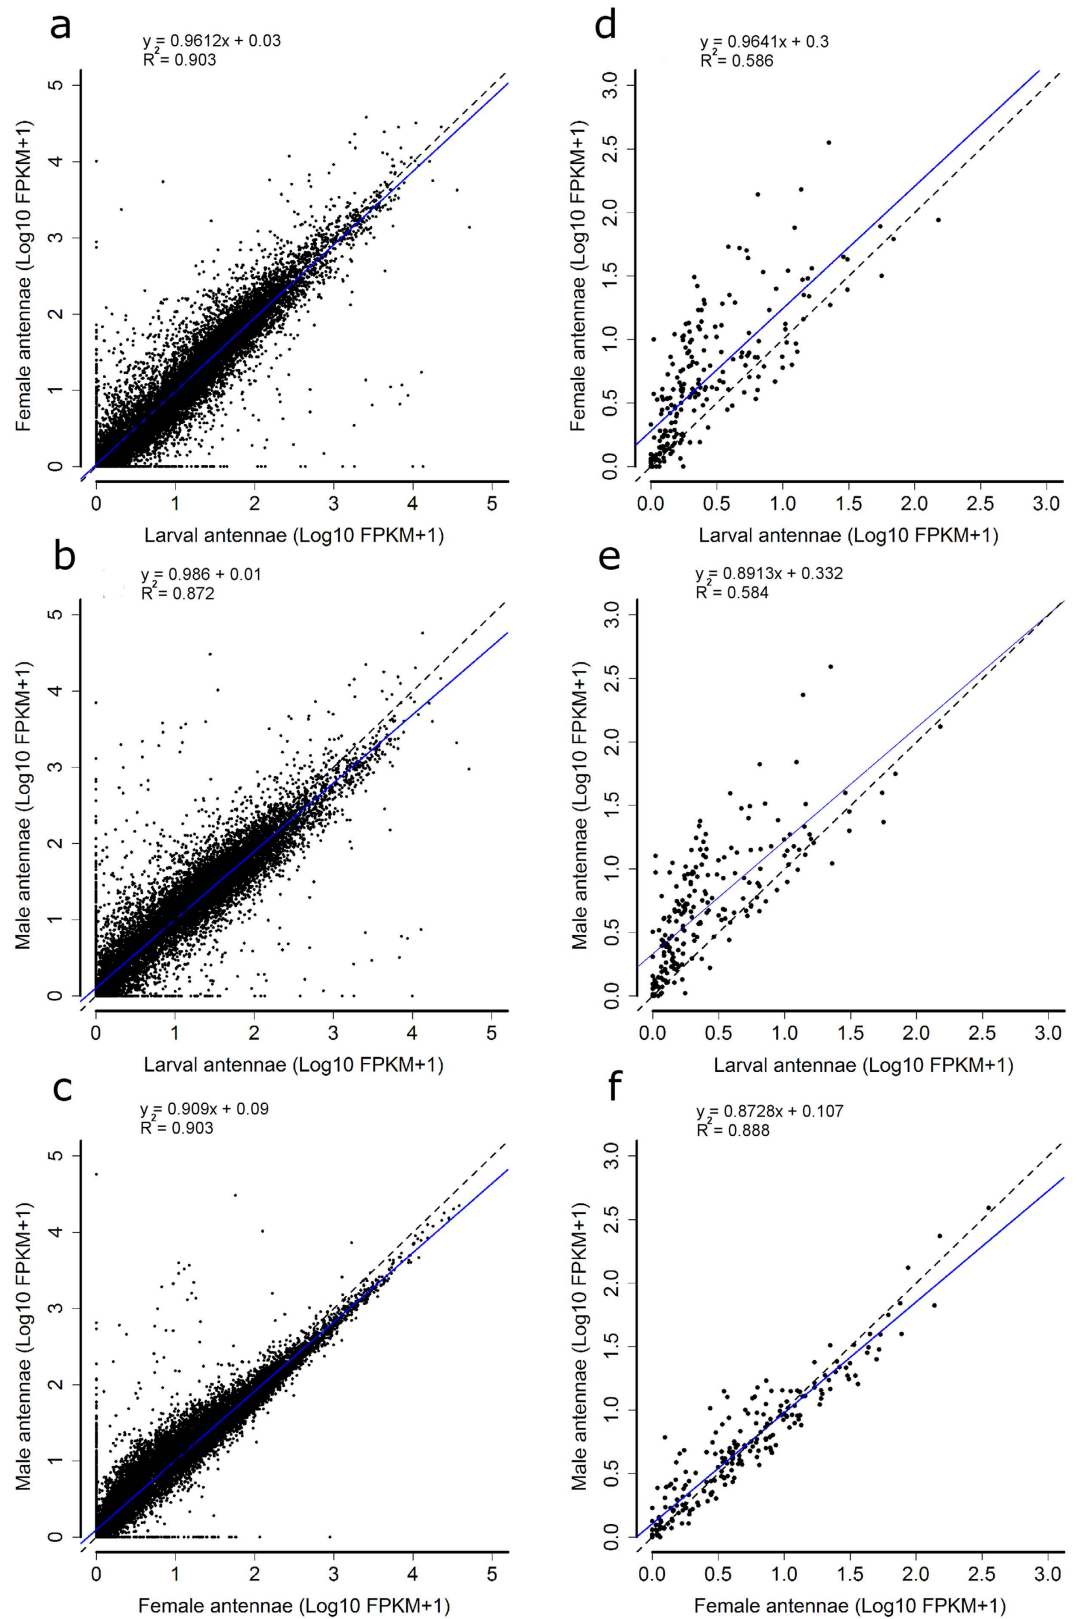 a
y = 0.9612x + 0.03
R2 = 0.903
5
4
3
2
1
0
Female antennae (Log10 FPKM+1)
0 1 2 3 4 5
Larval antennae (Log10 FPKM+1)
d
y = 0.9641x + 0.3
R2 = 0.586
3.0
2.5
2.0
1.5
1.0
0.5
0.0
Female antennae (Log10 FPKM+1)
0.0 0.5 1.0 1.5 2.0 2.5 3.0
Larval antennae (Log10 FPKM+1)
b
y = 0.986 + 0.01
R2 = 0.872
5
4
3
2
1
0
Male antennae (Log10 FPKM+1)
0 1 2 3 4 5
Larval antennae (Log10 FPKM+1)
e
y = 0.8913x + 0.332
R2 = 0.584
3.0
2.5
2.0
1.5
1.0
0.5
0.0
Male antennae (Log10 FPKM+1)
0.0 0.5 1.0 1.5 2.0 2.5 3.0
Larval antennae (Log10 FPKM+1)
c
y = 0.909x + 0.09
R2 = 0.903
5
4
3
2
1
0
Male antennae (Log10 FPKM+1)
0 1 2 3 4 5
Female antennae (Log10 FPKM+1)
f
y = 0.8728x + 0.107
R2 = 0.888
3.0
2.5
2.0
1.5
1.0
0.5
0.0
Male antennae (Log10 FPKM+1)
0.0 0.5 1.0 1.5 2.0 2.5 3.0
Female antennae (Log10 FPKM+1)